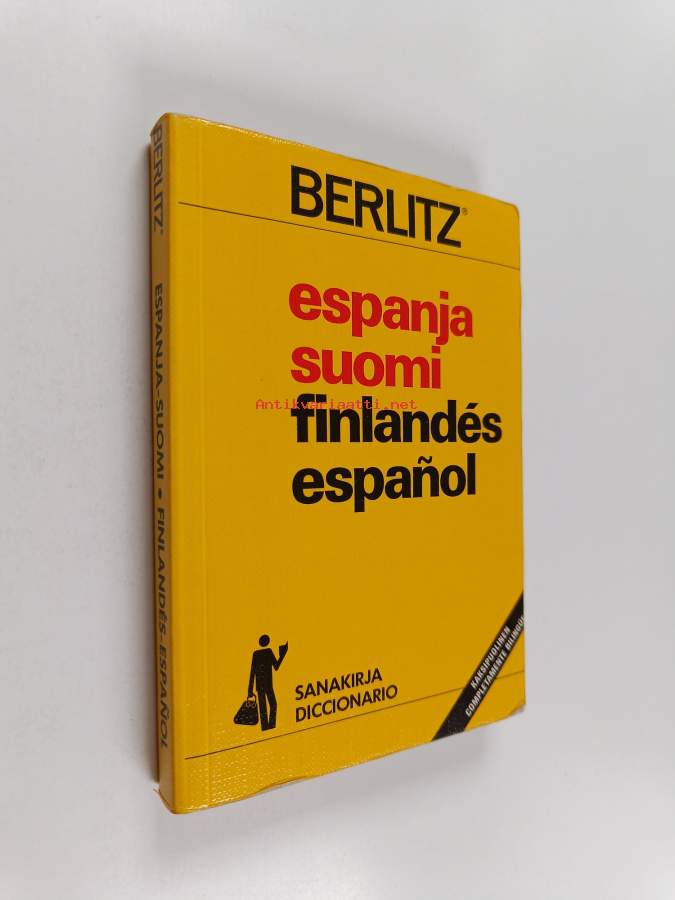 BERLITZ®
espanja
suomi
Antikvariaatti.net
finlandés
español
SANAKIRJA
DICCIONARIO
KAKSIPUOLINEN
COMPLETAMENTE BILINGÜE
BERLITZ® ESPANJA-SUOMI • FINLANDÉS-ESPAÑOL